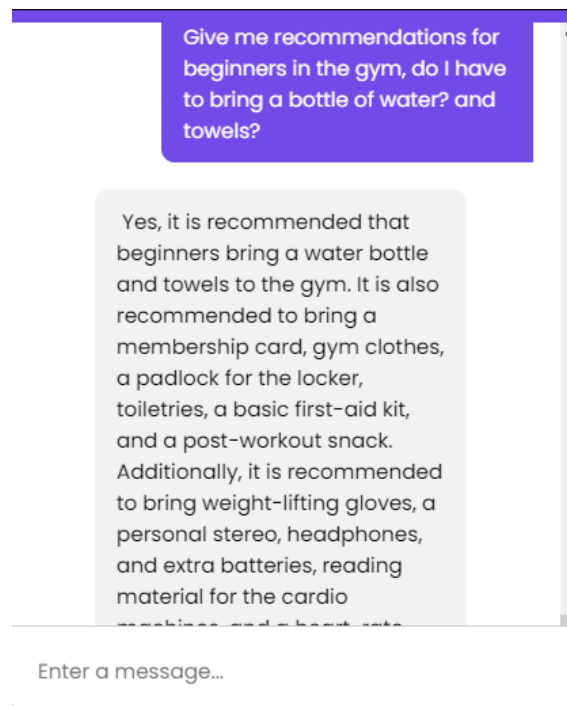 Give me recommendations for
beginners in the gym, do I have
to bring a bottle of water? and
towels?
Yes, it is recommended that
beginners bring a water bottle
and towels to the gym. It is also
recommended to bring a
membership card, gym clothes,
a padlock for the locker,
toiletries, a basic first-aid kit,
and a post-workout snack.
Additionally, it is recommended
to bring weight-lifting gloves, a
personal stereo, headphones,
and extra batteries, reading
material for the cardio
machines, and a heart-rate
Enter a message...